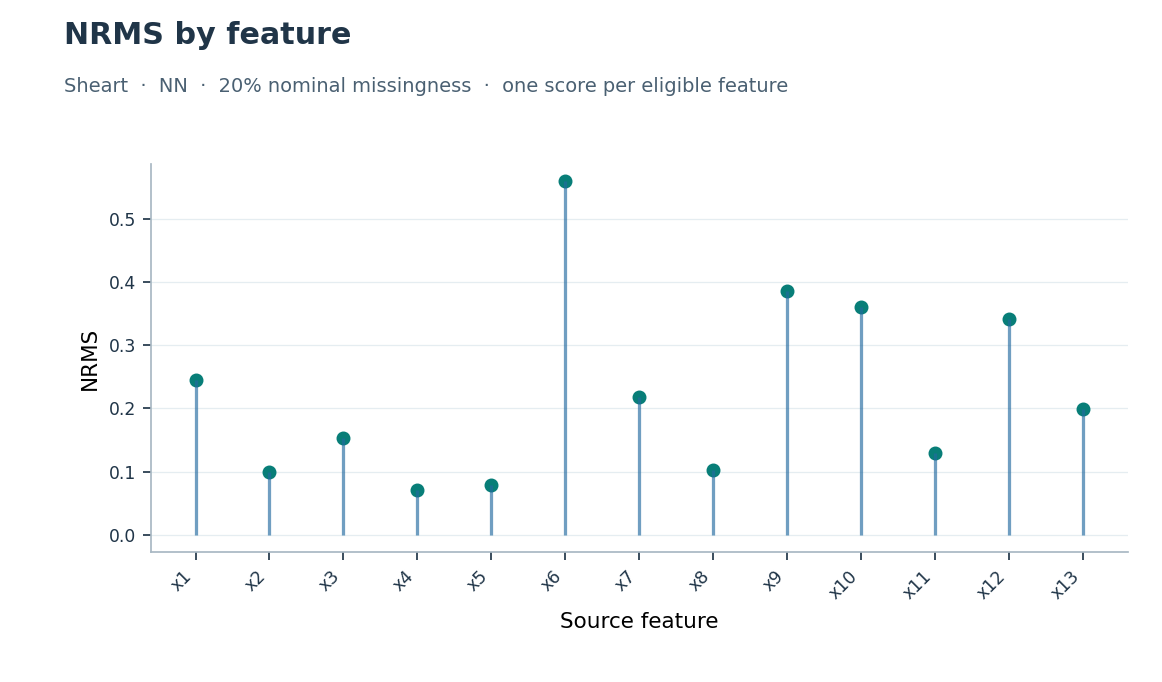 NRMS by feature
Sheart · NN · 20% nominal missingness · one score per eligible feature
NRMS
0.5
0.4
0.3
0.2
0.1
0.0
x1 x2 x3 x4 x5 x6 x7 x8 x9 x10 x11 x12 x13
Source feature